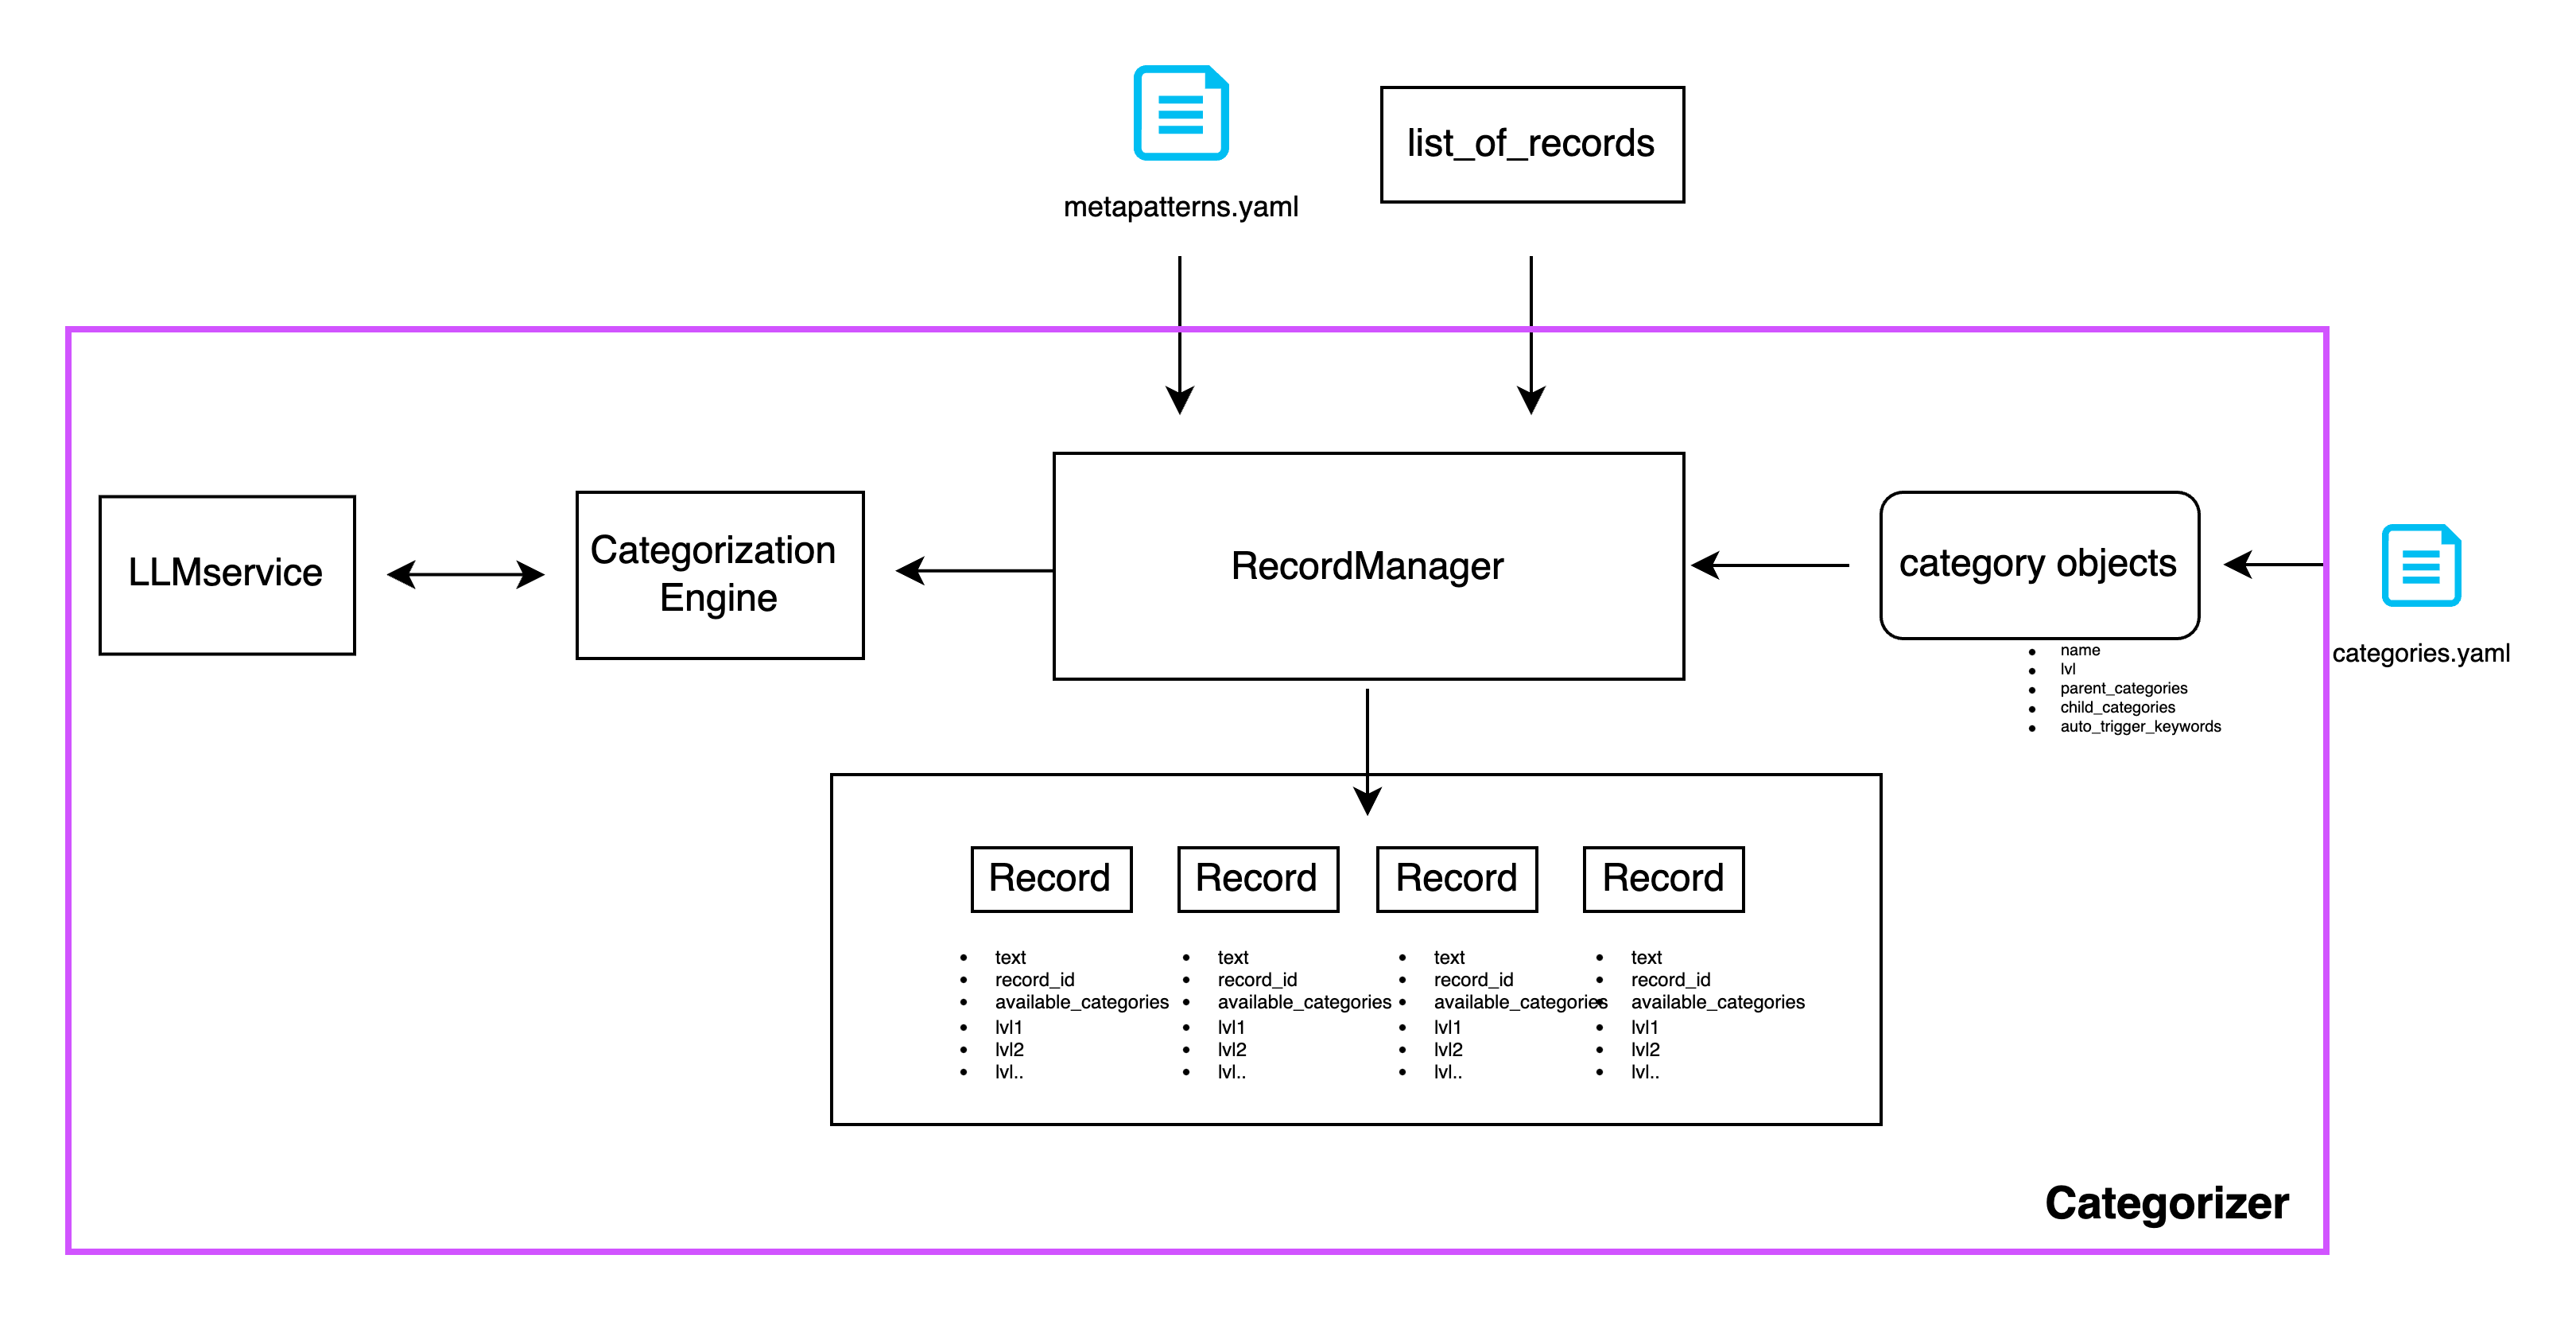 metapatterns.yaml
list_of_records
LLMservice
Categorization
Engine
RecordManager
category objects
name
lvl
parent_categories
child_categories
auto_trigger_keywords
categories.yaml
Record
text
record_id
available_categories
lvl1
lvl2
lvl..
Record
text
record_id
available_categories
lvl1
lvl2
lvl..
Record
text
record_id
available_categories
lvl1
lvl2
lvl..
Record
text
record_id
available_categories
lvl1
lvl2
lvl..
Categorizer